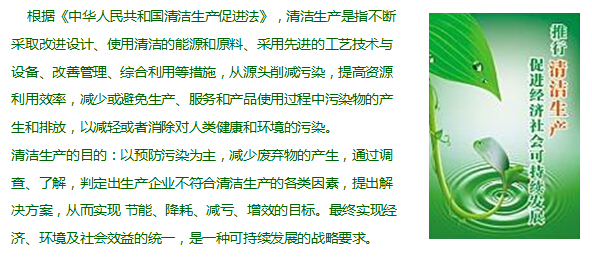 根据《中华人民共和国清洁生产促进法》，清洁生产是指不断
采取改进设计、使用清洁的能源和原料、采用先进的工艺技术与
设备、改善管理、综合利用等措施，从源头削减污染，提高资源
利用效率，减少或避免生产、服务和产品使用过程中污染物的产
生和排放，以减轻或者消除对人类健康和环境的污染。
清洁生产的目的：以预防污染为主，减少废弃物的产生，通过调
查、了解，判定出生产企业不符合清洁生产的各类因素，提出解
决方案，从而实现 节能、降耗、减亏、增效的目标。最终实现经
济、环境及社会效益的统一，是一种可持续发展的战略要求。
推行清洁生产
促进经济社会可持续发展